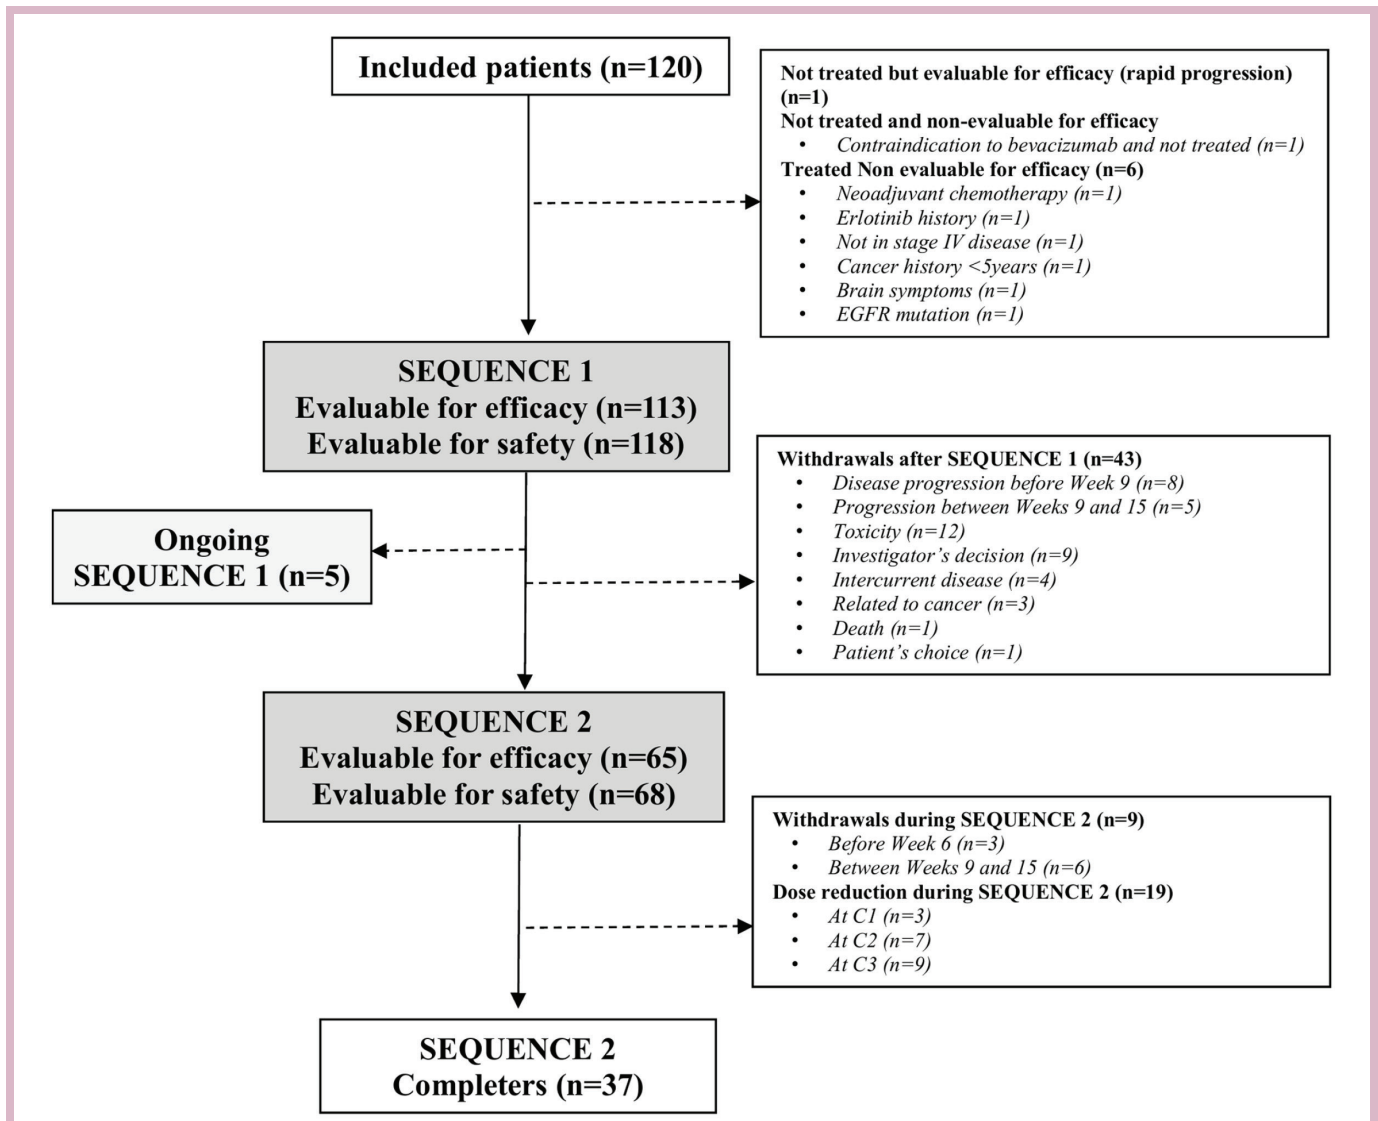 Included patients (n=120)
Not treated but evaluable for efficacy (rapid progression)
(n=1)
Not treated and non-evaluable for efficacy
• Contraindication to bevacizumab and not treated (n=1)
Treated Non evaluable for efficacy (n=6)
• Neoadjuvant chemotherapy (n=1)
• Erlotinib history (n=1)
• Not in stage IV disease (n=1)
• Cancer history <5years (n=1)
• Brain symptoms (n=1)
• EGFR mutation (n=1)
SEQUENCE 1
Evaluable for efficacy (n=113)
Evaluable for safety (n=118)
Withdrawals after SEQUENCE 1 (n=43)
• Disease progression before Week 9 (n=8)
• Progression between Weeks 9 and 15 (n=5)
• Toxicity (n=12)
• Investigator’s decision (n=9)
• Intercurrent disease (n=4)
• Related to cancer (n=3)
• Death (n=1)
• Patient’s choice (n=1)
Ongoing
SEQUENCE 1 (n=5)
SEQUENCE 2
Evaluable for efficacy (n=65)
Evaluable for safety (n=68)
Withdrawals during SEQUENCE 2 (n=9)
• Before Week 6 (n=3)
• Between Weeks 9 and 15 (n=6)
Dose reduction during SEQUENCE 2 (n=19)
• At C1 (n=3)
• At C2 (n=7)
• At C3 (n=9)
SEQUENCE 2
Completers (n=37)